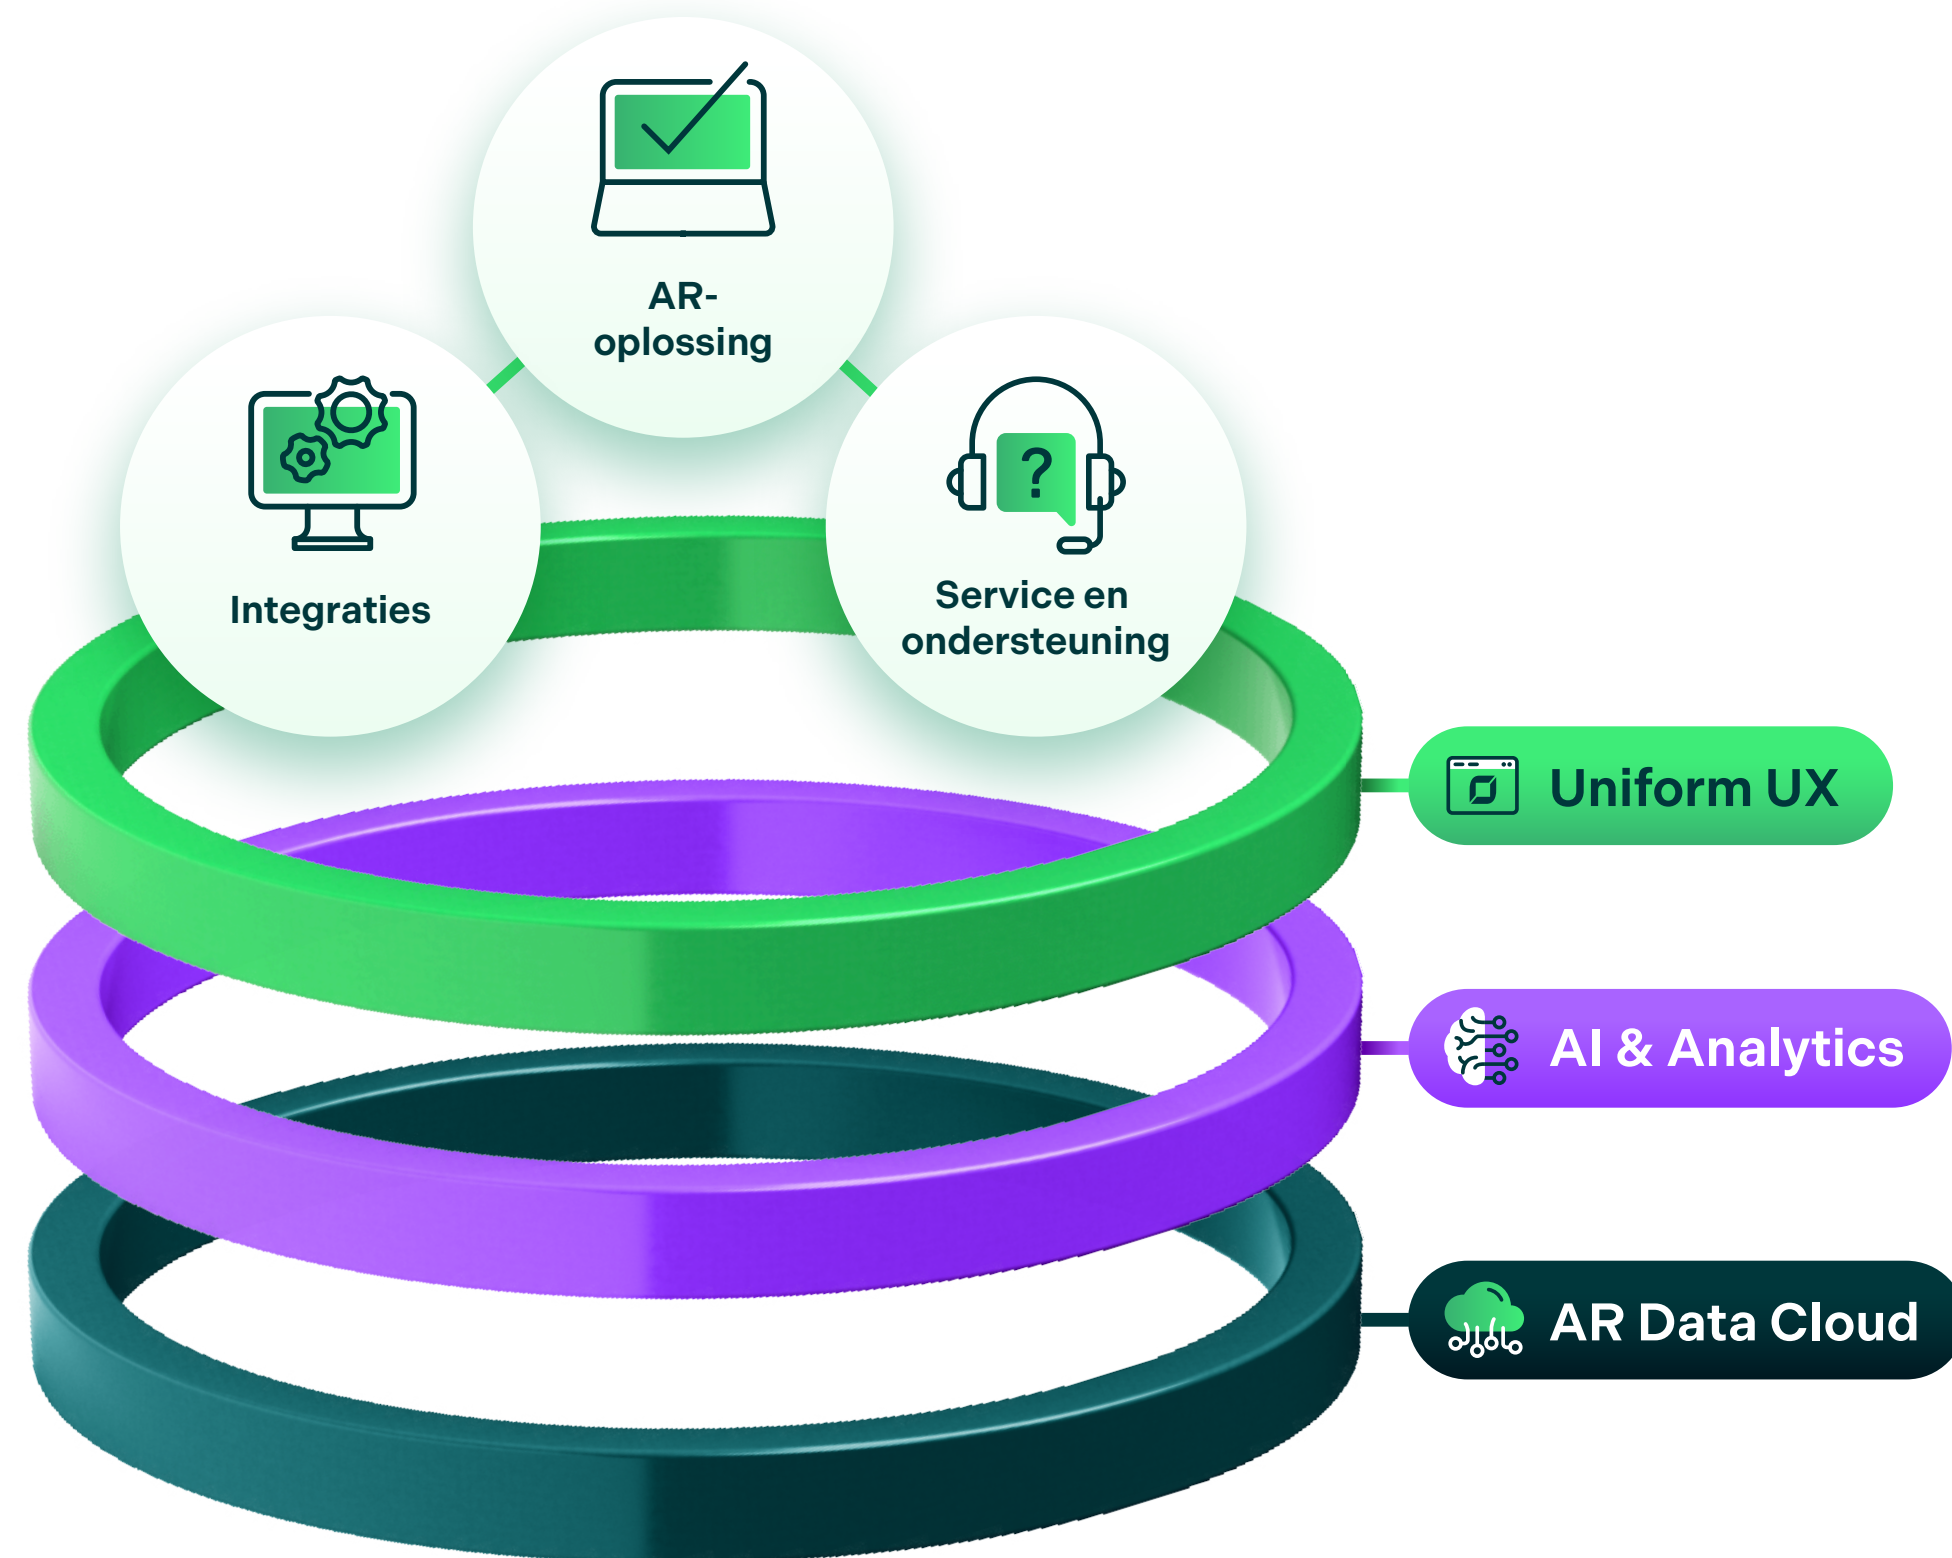 AR-
oplossing
Integraties
?
Service en
ondersteuning
Uniform UX
AI & Analytics
AR Data Cloud